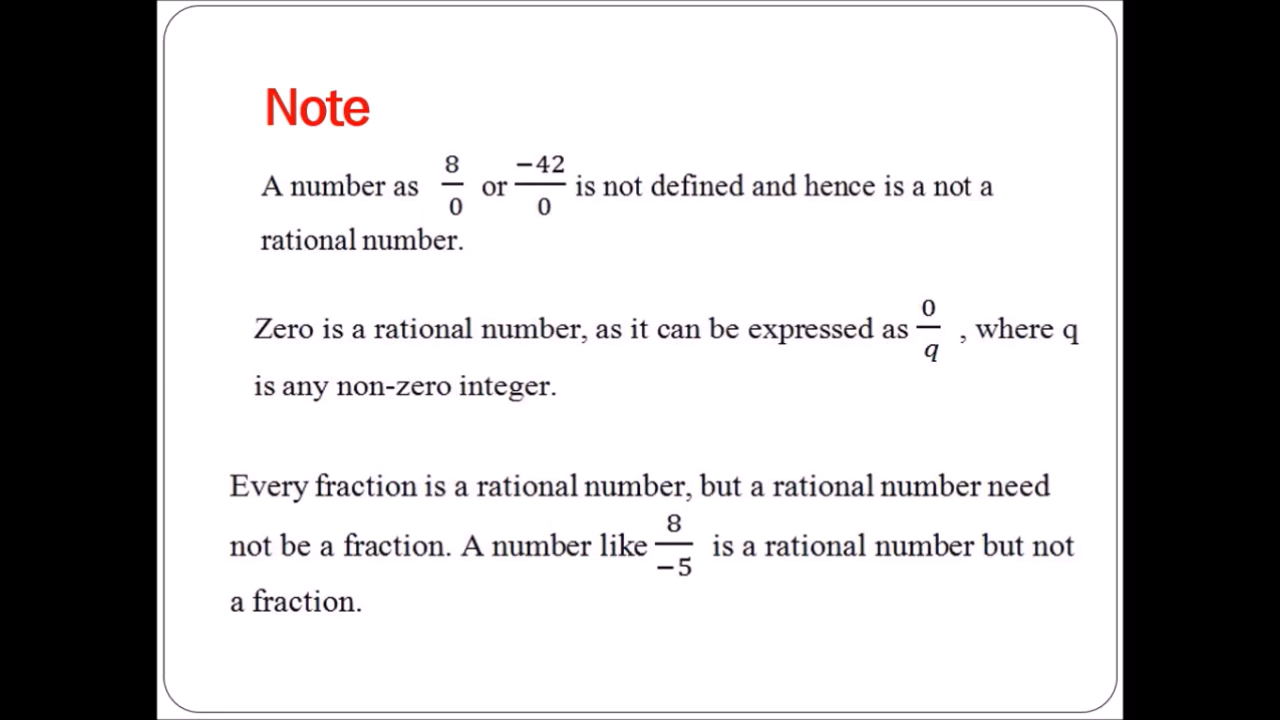 Note
A number as 8/0 or −42/0 is not defined and hence is a not a
rational number.
Zero is a rational number, as it can be expressed as 0/q , where q
is any non-zero integer.
Every fraction is a rational number, but a rational number need
not be a fraction. A number like 8/−5 is a rational number but not
a fraction.